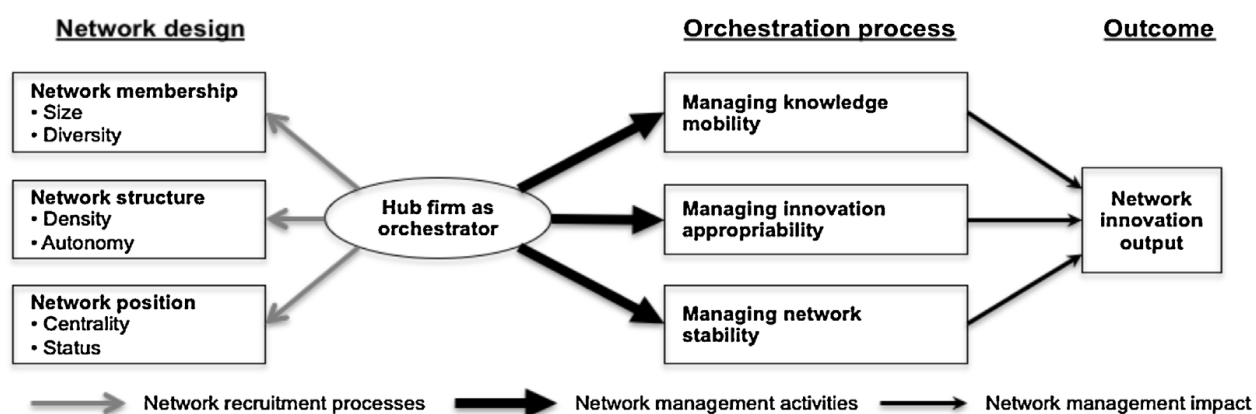 Network design
Orchestration process
Outcome
Network membership
• Size
• Diversity
Network structure
• Density
• Autonomy
Network position
• Centrality
• Status
Hub firm as
orchestrator
Managing knowledge
mobility
Managing innovation
appropriability
Managing network
stability
Network
innovation
output
Network recruitment processes
Network management activities
Network management impact